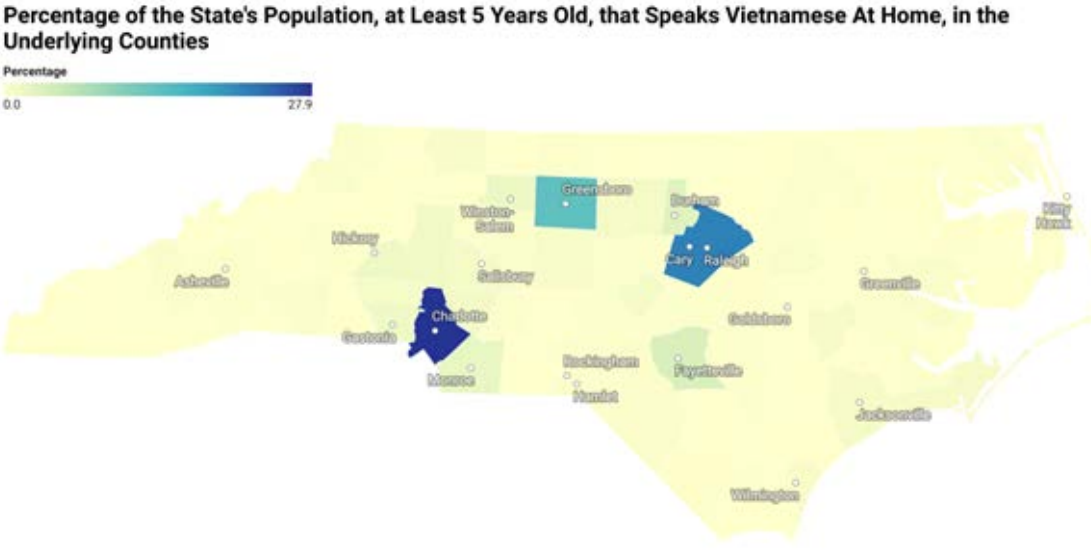 Percentage of the State's Population, at Least 5 Years Old, that Speaks Vietnamese At Home, in the
Underlying Counties
Percentage
0.0
27.9
Greensboro
Winston-
Salem
Durham
Kitty
Hawk
Hickory
Cary
Raleigh
Asheville
Salisbury
Greenville
Charlotte
Goldsboro
Gastonia
Rockingham
Fayetteville
Monroe
Hamlet
Jacksonville
Wilmington